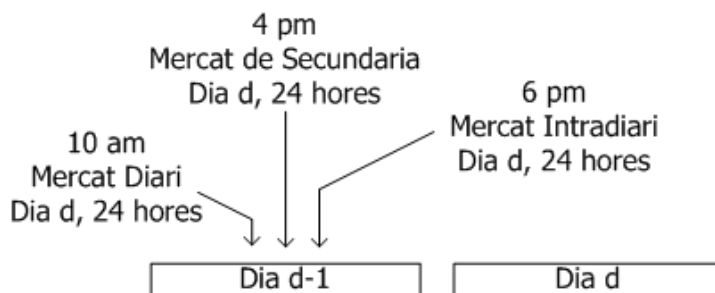 4 pm
Mercat de Secundaria
Dia d, 24 hores
6 pm
Mercat Intradiari
Dia d, 24 hores
10 am
Mercat Diari
Dia d, 24 hores
Dia d-1
Dia d